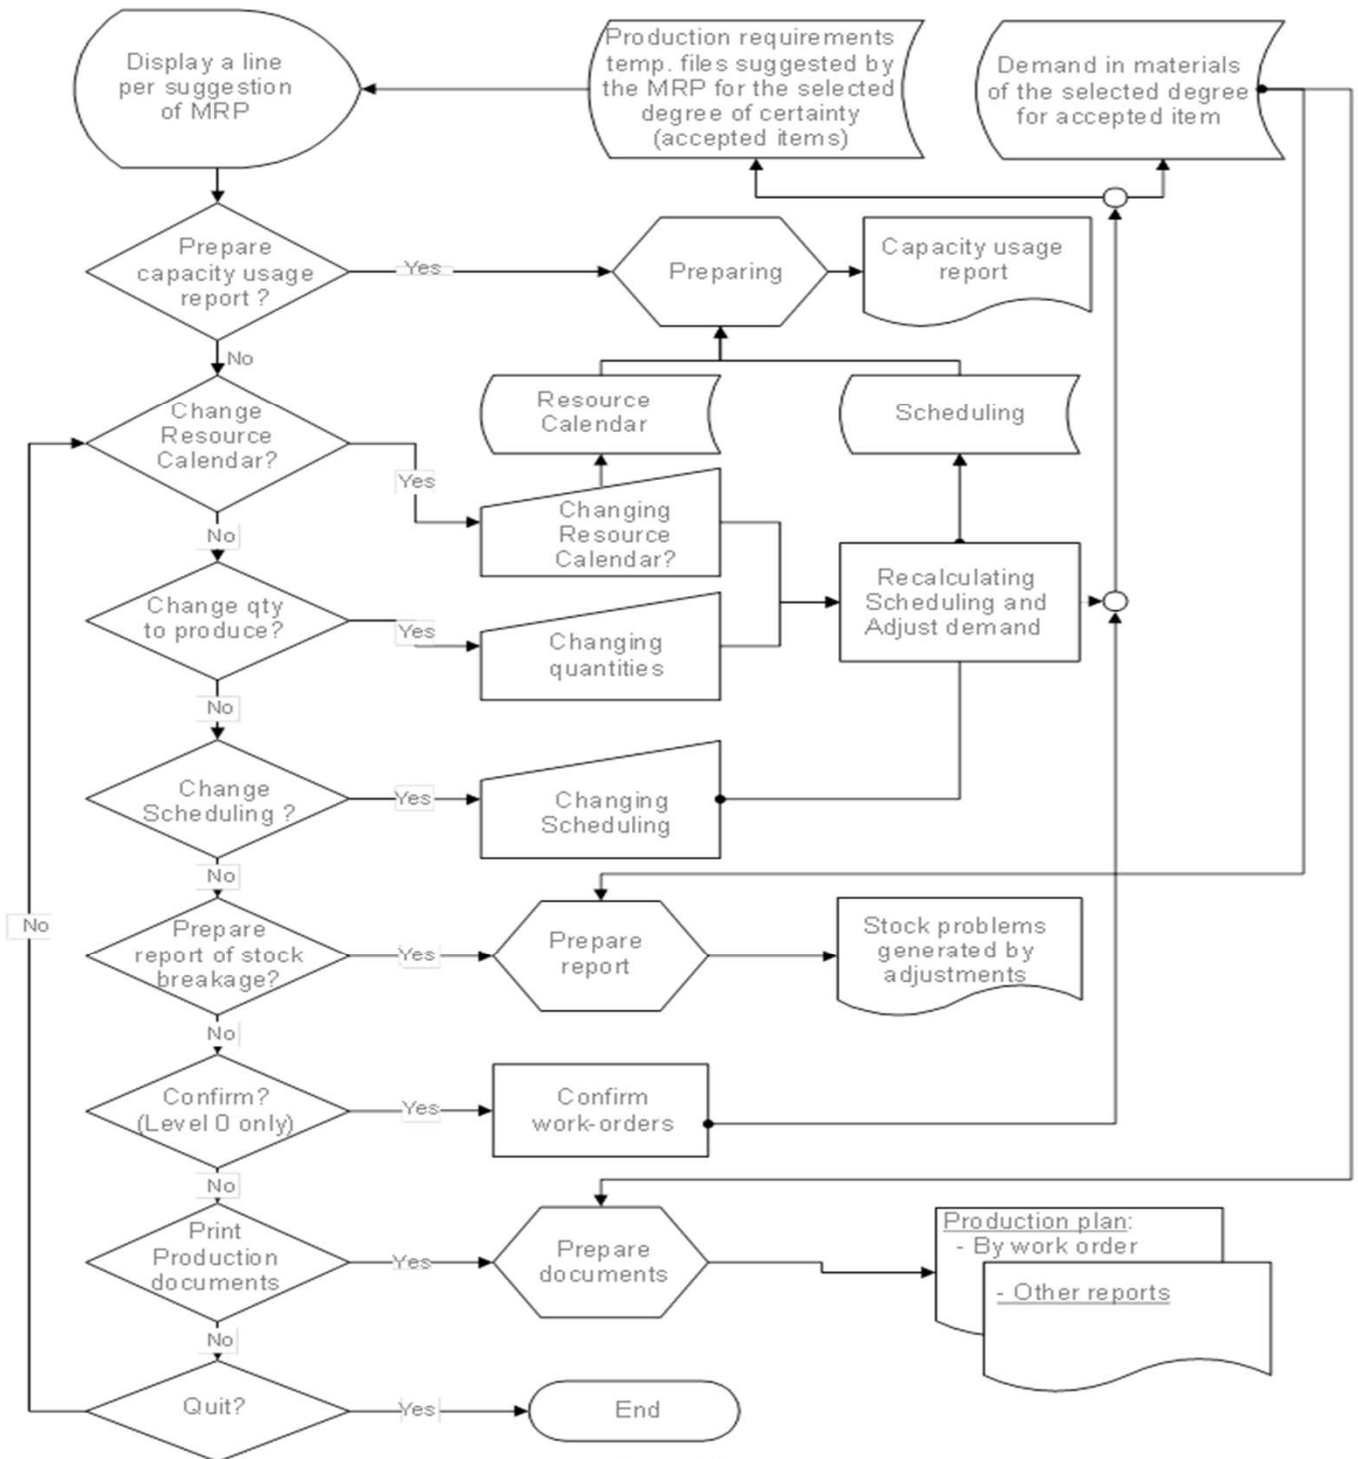 Display a line
per suggestion
of MRP
Production requirements
temp. files suggested by
the MRP for the selected
degree of certainty
(accepted items)
Demand in materials
of the selected degree
for accepted item
Prepare
capacity usage
report ?
Yes
Preparing
Capacity usage
report
No
Change
Resource
Calendar?
Yes
Resource
Calendar
Scheduling
Changing
Resource
Calendar?
No
Change qty
to produce?
Yes
Changing
quantities
Recalculating
Scheduling and
Adjust demand
No
Change
Scheduling ?
Yes
Changing
Scheduling
No
No
Prepare
report of stock
breakage?
Yes
Prepare
report
Stock problems
generated by
adjustments
No
Confirm?
(Level 0 only)
Yes
Confirm
work-orders
No
Print
Production
documents
Yes
Prepare
documents
Production plan:
- By work order
- Other reports
No
Quit?
Yes
End